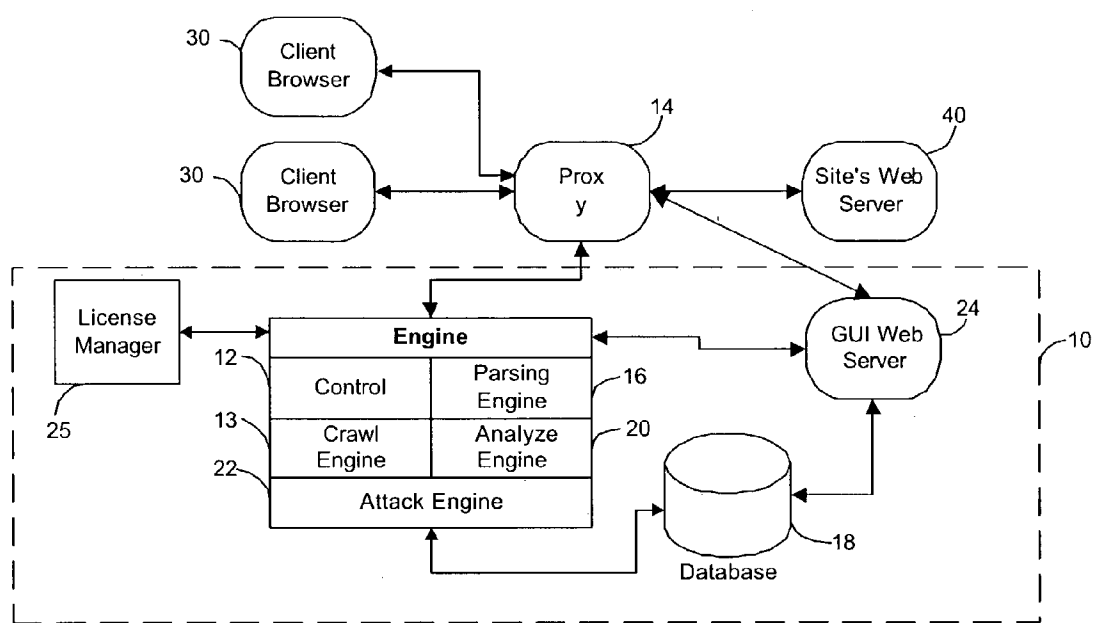 30
Client
Browser
14
40
30
Client
Browser
Prox
y
Site's Web
Server
License
Manager
25
Engine
12
Control
Parsing
Engine
16
13
Crawl
Engine
Analyze
Engine
20
22
Attack Engine
GUI Web
Server
24
10
18
Database